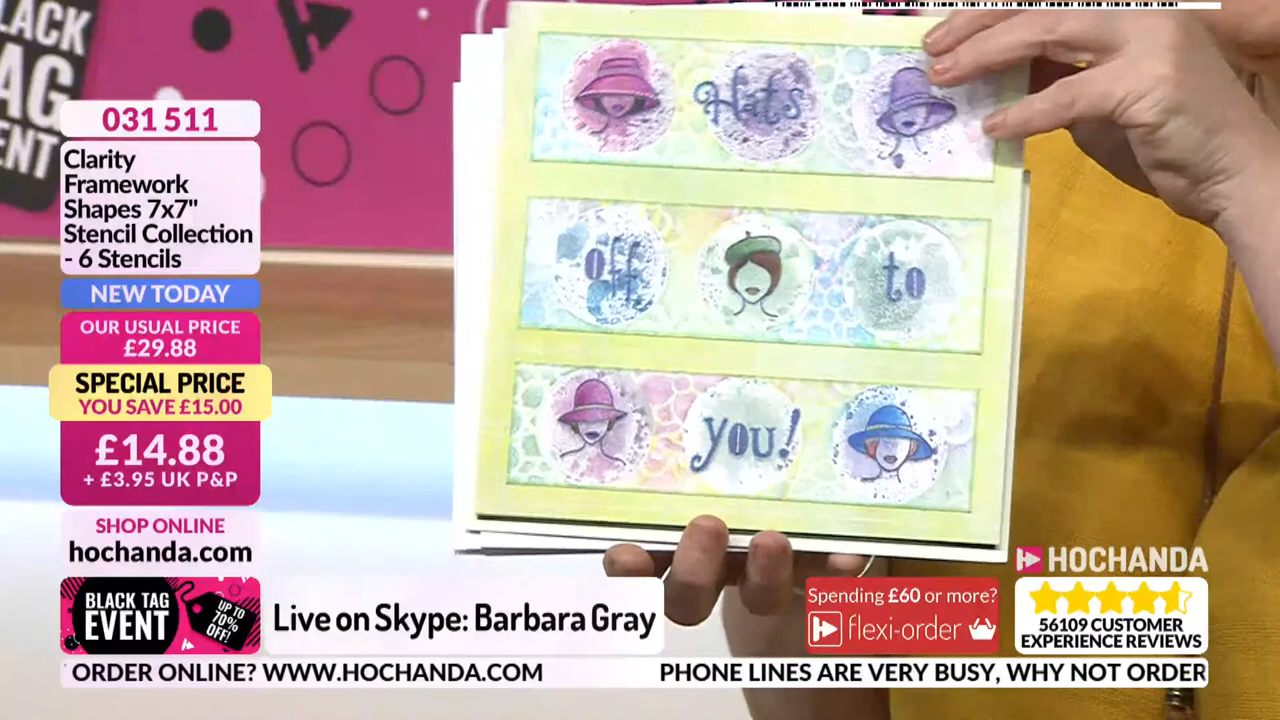 LACK
AG
ENT
031 511
Clarity
Framework
Shapes 7x7"
Stencil Collection
- 6 Stencils
NEW TODAY
OUR USUAL PRICE
£29.88
SPECIAL PRICE
YOU SAVE £15.00
£14.88
+ £3.95 UK P&P
SHOP ONLINE
hochanda.com
Hats
off
to
you!
HOCHANDA
BLACK TAG
EVENT
UP TO
70%
OFF!
Live on Skype: Barbara Gray
Spending £60 or more?
flexi-order
56109 CUSTOMER
EXPERIENCE REVIEWS
ORDER ONLINE? WWW.HOCHANDA.COM
PHONE LINES ARE VERY BUSY, WHY NOT ORDER